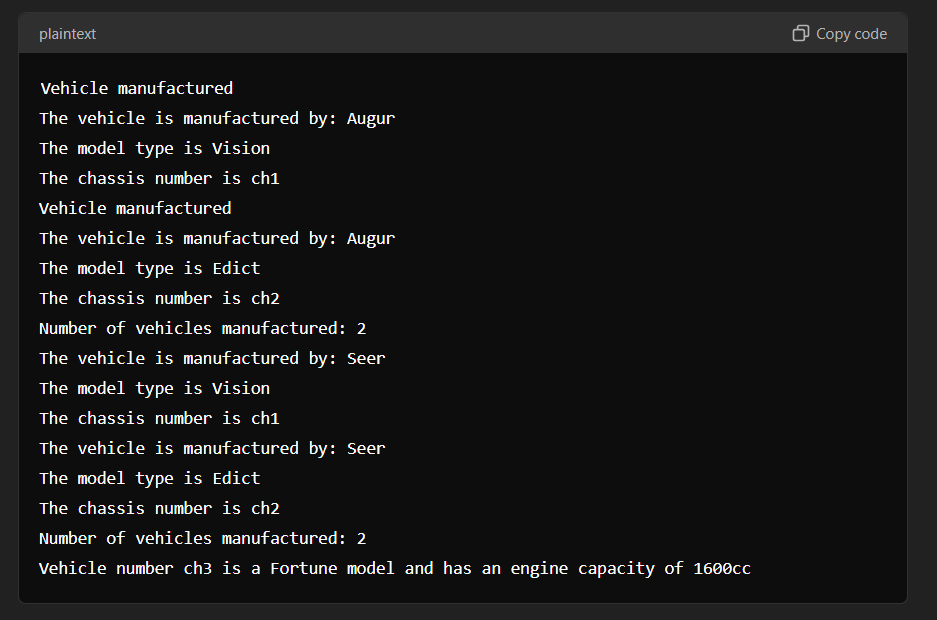 plaintext
Copy code
Vehicle manufactured
The vehicle is manufactured by: Augur
The model type is Vision
The chassis number is ch1
Vehicle manufactured
The vehicle is manufactured by: Augur
The model type is Edict
The chassis number is ch2
Number of vehicles manufactured: 2
The vehicle is manufactured by: Seer
The model type is Vision
The chassis number is ch1
The vehicle is manufactured by: Seer
The model type is Edict
The chassis number is ch2
Number of vehicles manufactured: 2
Vehicle number ch3 is a Fortune model and has an engine capacity of 1600cc